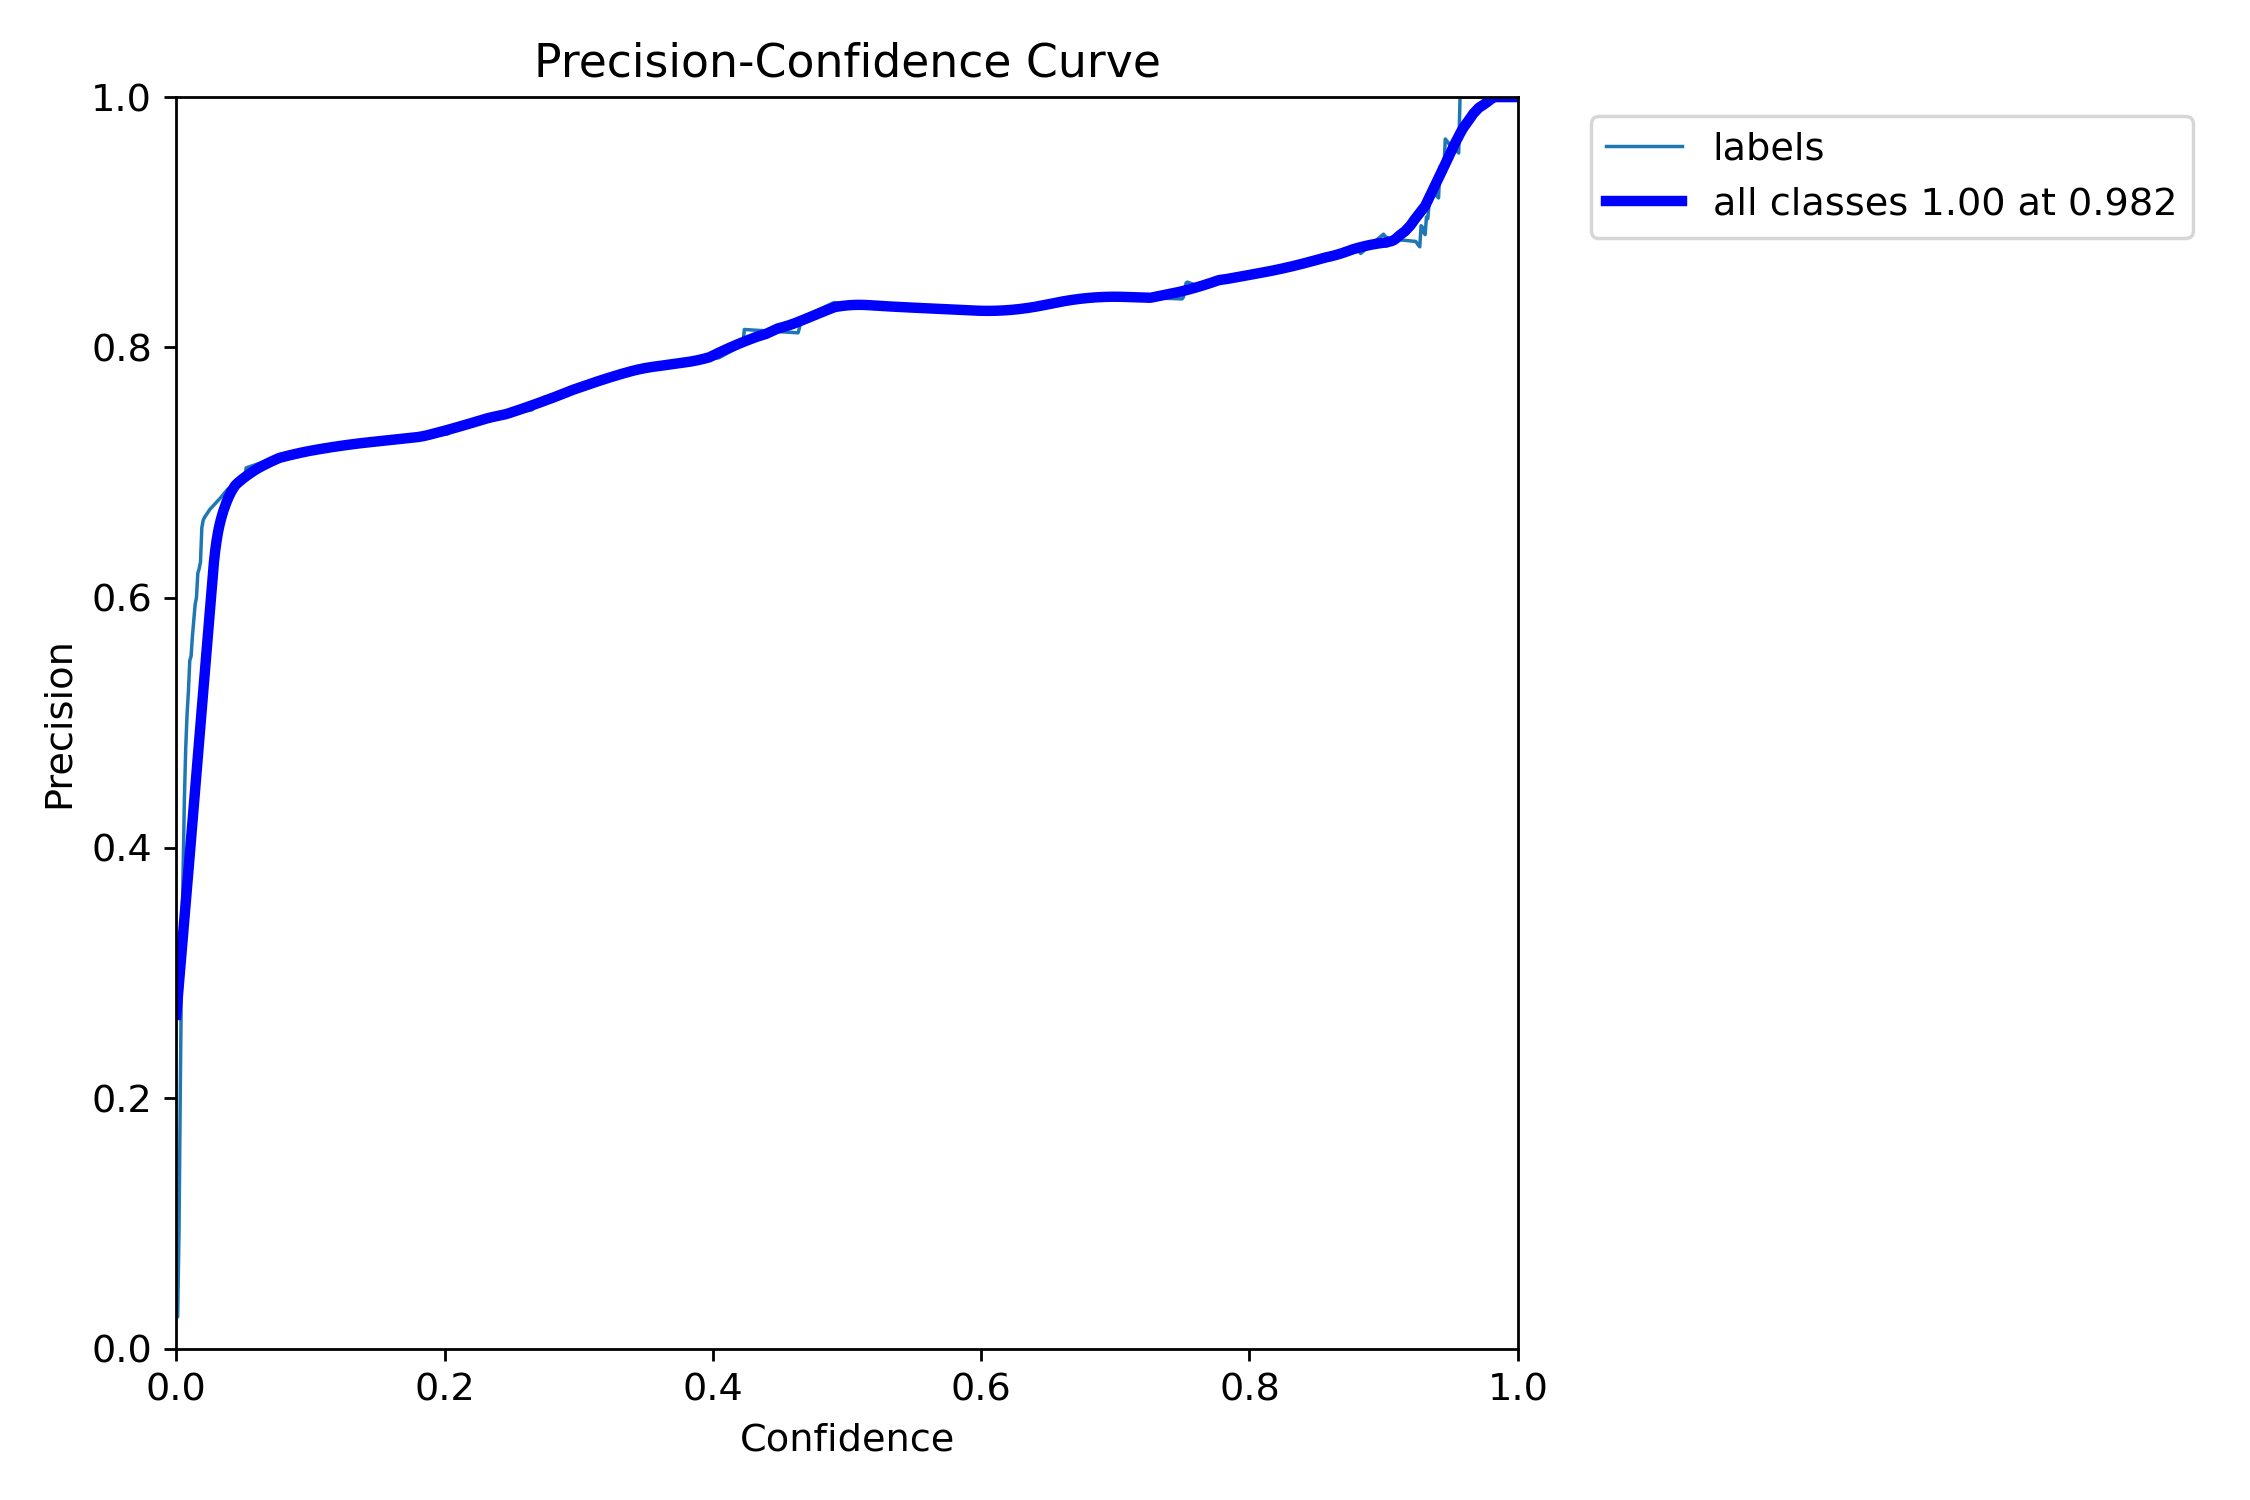 Precision-Confidence Curve
labels
all classes 1.00 at 0.982
1.0
0.8
0.6
0.4
0.2
0.0
Precision
0.0 0.2 0.4 0.6 0.8 1.0
Confidence